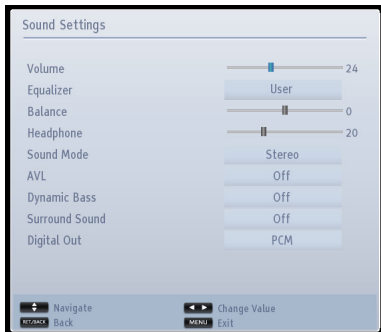 Sound Settings
Volume 24
Equalizer User
Balance 0
Headphone 20
Sound Mode Stereo
AVL Off
Dynamic Bass Off
Surround Sound Off
Digital Out PCM
Navigate Change Value
RET/BACK Back MENU Exit